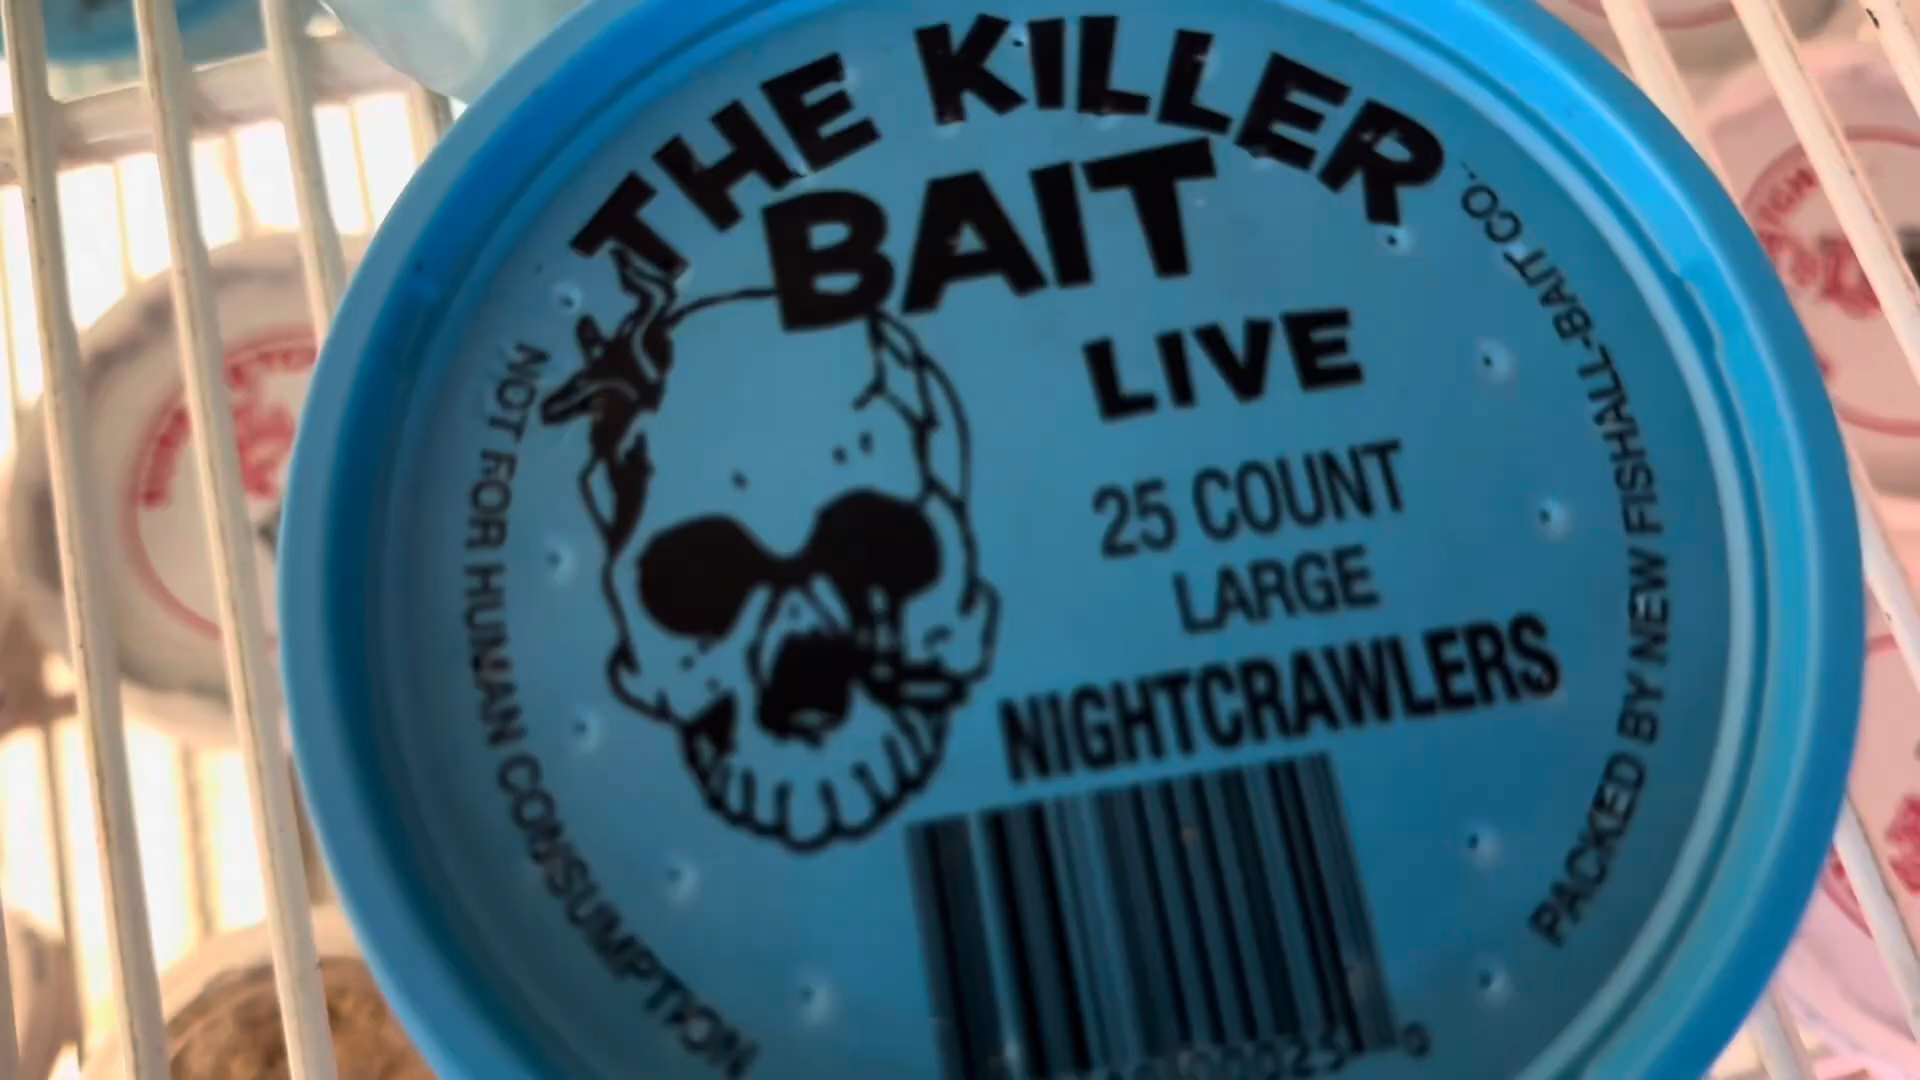 THE KILLER
BAIT
LIVE
25 COUNT
LARGE
NIGHTCRAWLERS
NOT FOR HUMAN CONSUMPTION
PACKED BY NEW FISHALL-BAIT CO.,